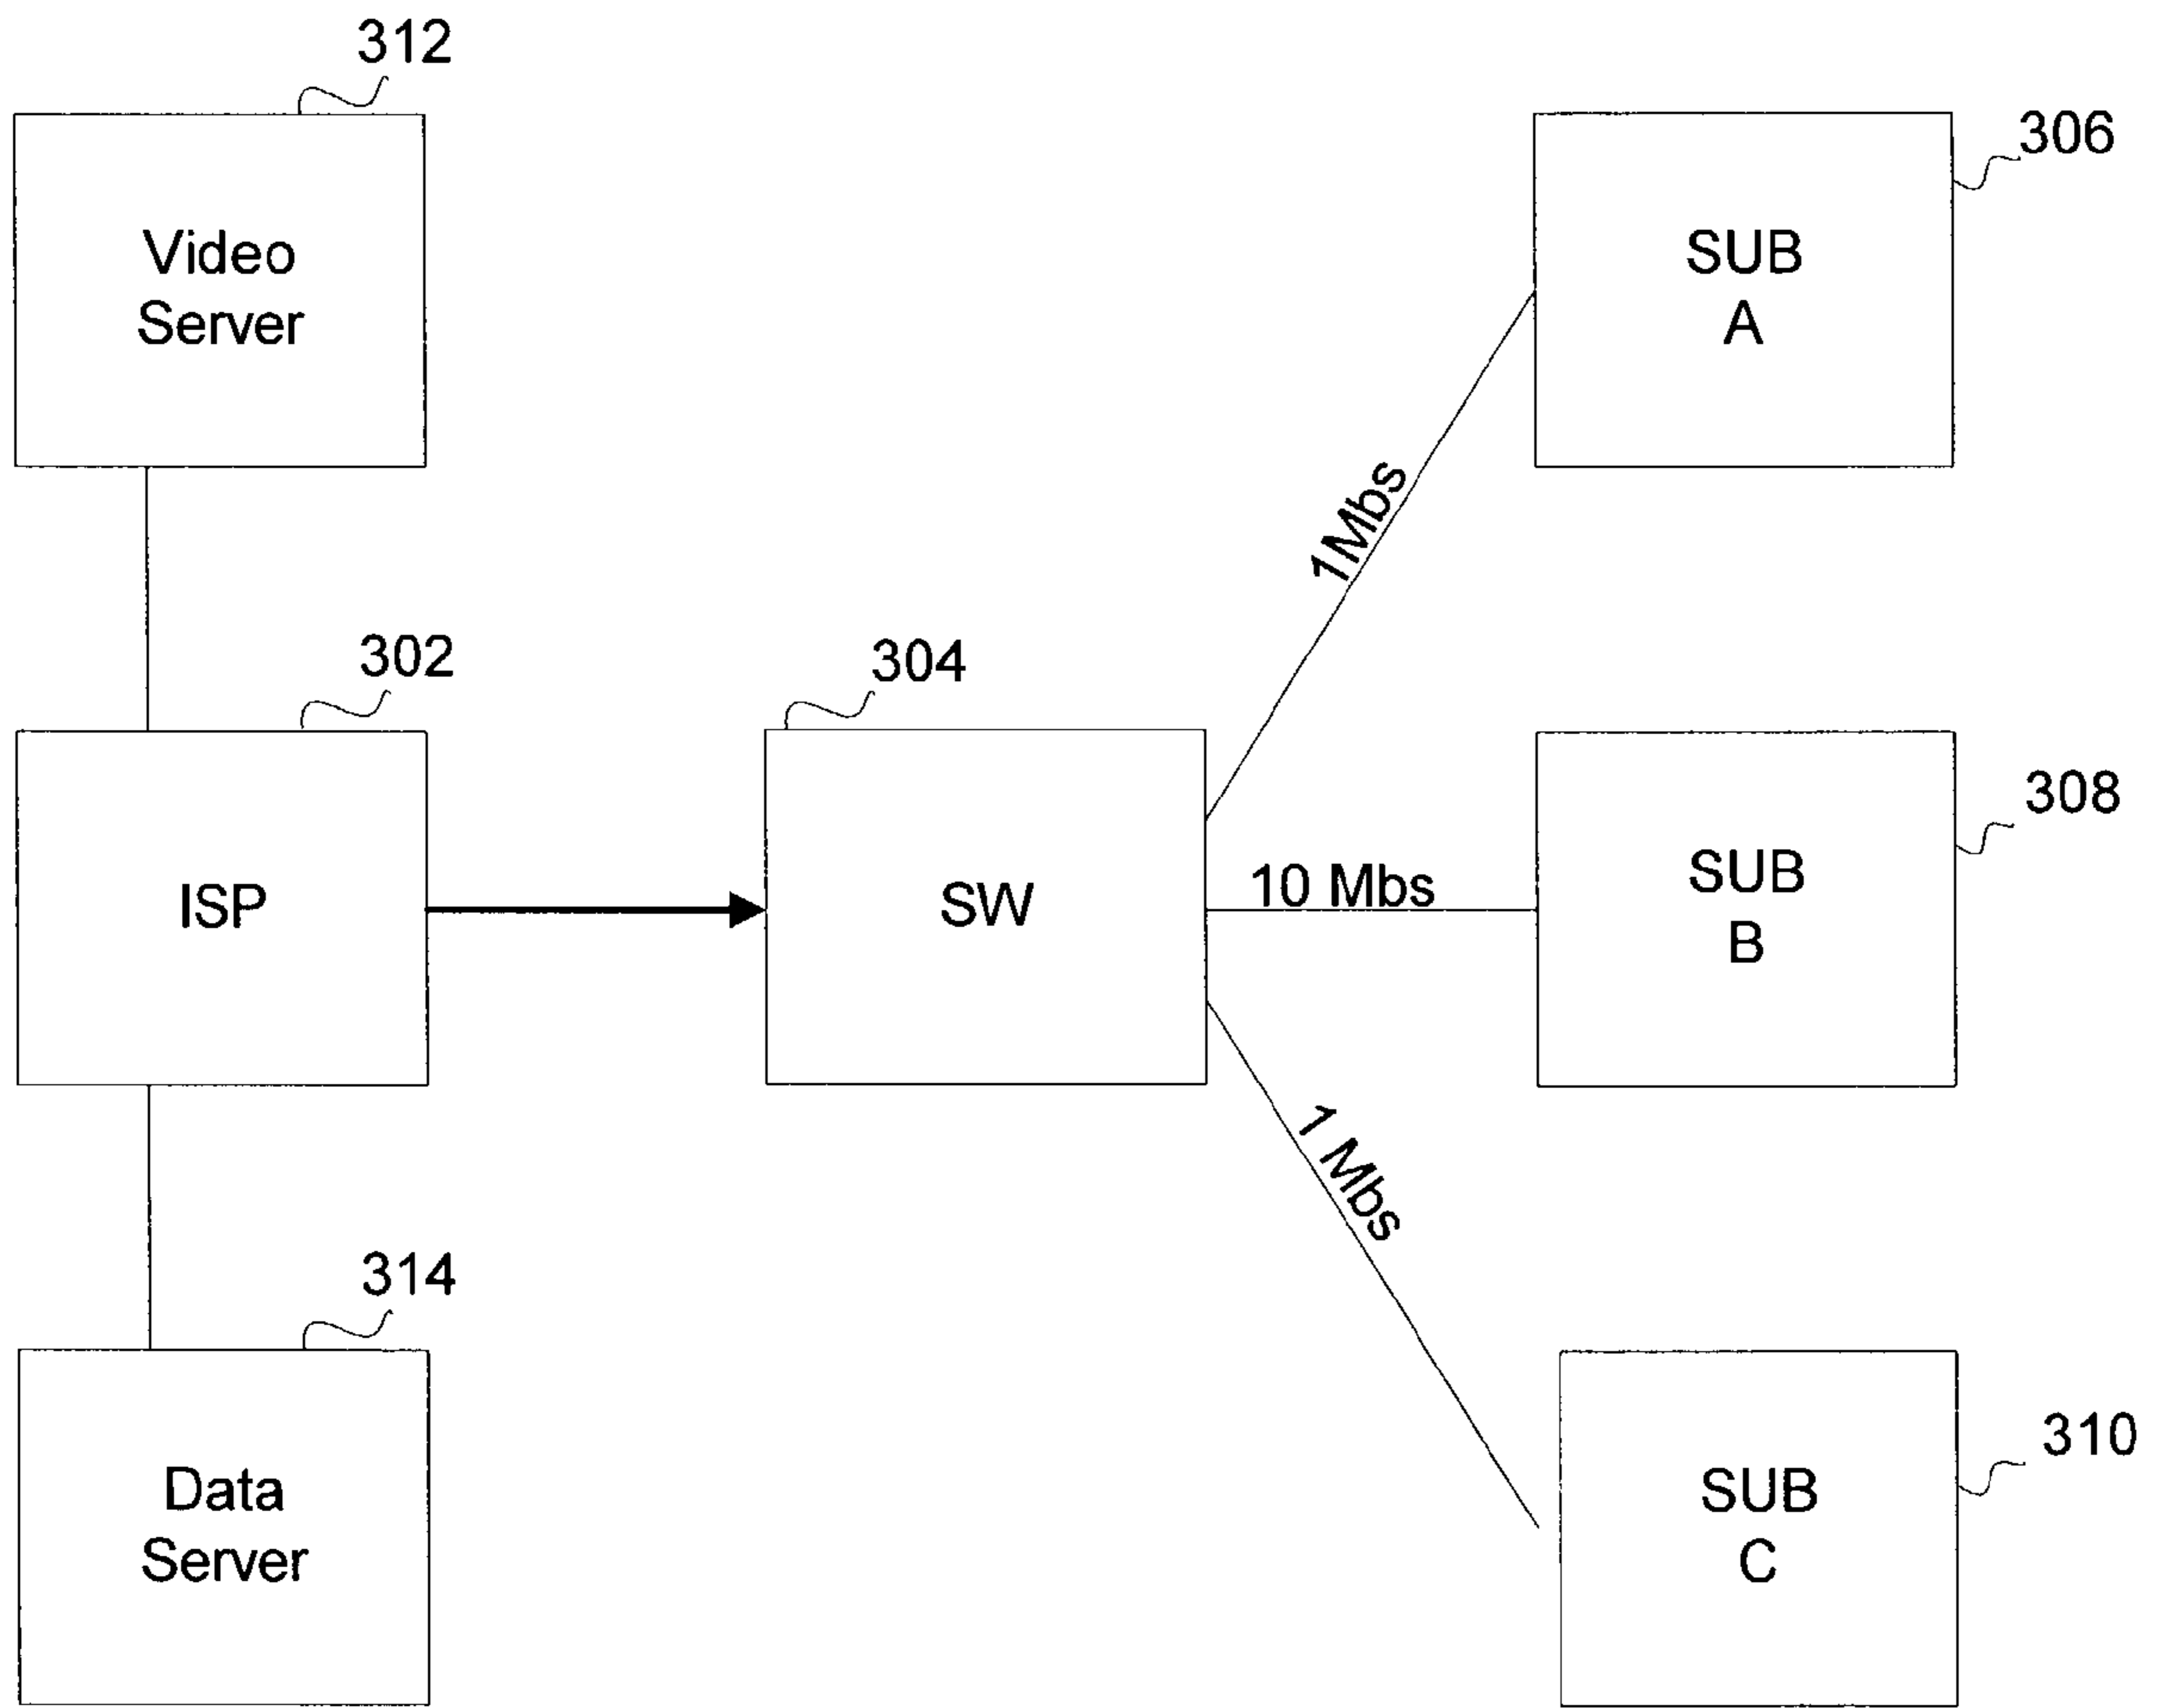 312
Video
Server
306
SUB
A
1Mbs
302
ISP
304
SW
10 Mbs
308
SUB
B
1 Mbs
314
Data
Server
310
SUB
C